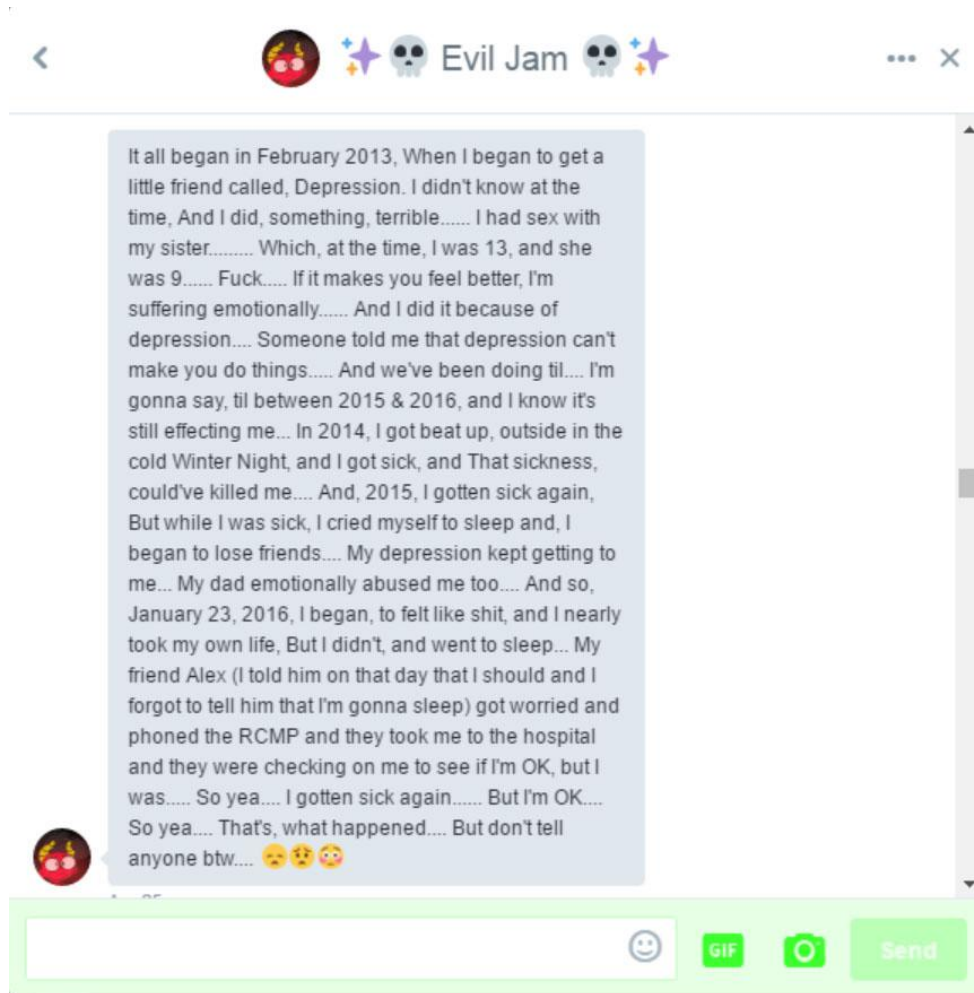 Evil Jam
It all began in February 2013, When I began to get a
little friend called, Depression. I didn't know at the
time, And I did, something, terrible...... I had sex with
my sister......... Which, at the time, I was 13, and she
was 9...... Fuck..... If it makes you feel better, I'm
suffering emotionally...... And I did it because of
depression.... Someone told me that depression can't
make you do things..... And we've been doing til.... I'm
gonna say, til between 2015 & 2016, and I know it's
still effecting me... In 2014, I got beat up, outside in the
cold Winter Night, and I got sick, and That sickness,
could've killed me.... And, 2015, I gotten sick again,
But while I was sick, I cried myself to sleep and, I
began to lose friends.... My depression kept getting to
me... My dad emotionally abused me too.... And so,
January 23, 2016, I began, to felt like shit, and I nearly
took my own life, But I didn't, and went to sleep... My
friend Alex (I told him on that day that I should and I
forgot to tell him that I'm gonna sleep) got worried and
phoned the RCMP and they took me to the hospital
and they were checking on me to see if I'm OK, but I
was..... So yea.... I gotten sick again...... But I'm OK....
So yea.... That's, what happened.... But don't tell
anyone btw....
GIF
Send